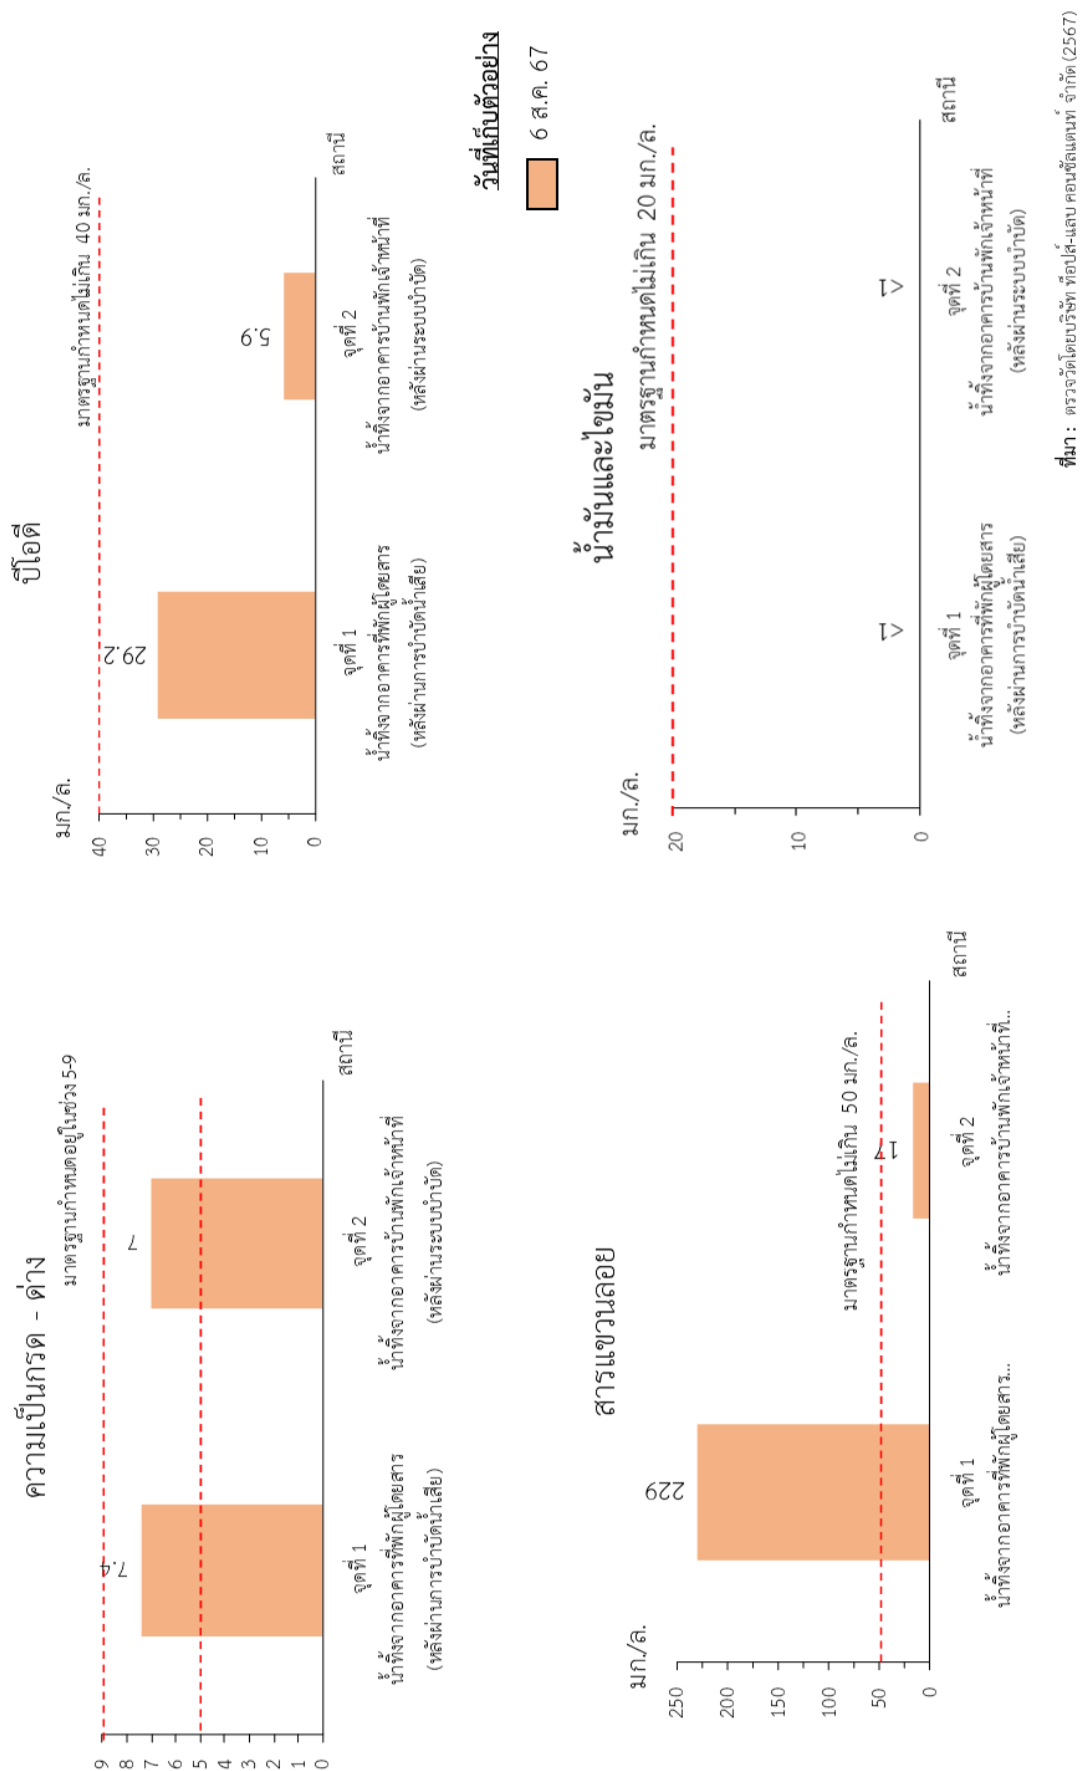 ความเป็นกรด - ด่าง
มาตรฐานกำหนดอยู่ในช่วง 5-9
9
8
7
6
5
4
3
2
1
0
7.4
7
จุดที่ 1
น้ำทิ้งจากอาคารที่พักผู้โดยสาร
(หลังผ่านการบำบัดน้ำเสีย)
จุดที่ 2
น้ำทิ้งจากอาคารบ้านพักเจ้าหน้าที่
(หลังผ่านระบบบำบัด)
สถานี
บีโอดี
มก./ล.
มาตรฐานกำหนดไม่เกิน 40 มก./ล.
40
30
20
10
0
29.2
5.9
จุดที่ 1
น้ำทิ้งจากอาคารที่พักผู้โดยสาร
(หลังผ่านการบำบัดน้ำเสีย)
จุดที่ 2
น้ำทิ้งจากอาคารบ้านพักเจ้าหน้าที่
(หลังผ่านระบบบำบัด)
สถานี
วันที่เก็บตัวอย่าง
6 ส.ค. 67
สารแขวนลอย
มก./ล.
มาตรฐานกำหนดไม่เกิน 50 มก./ล.
250
200
150
100
50
0
229
17
จุดที่ 1
น้ำทิ้งจากอาคารที่พักผู้โดยสาร...
จุดที่ 2
น้ำทิ้งจากอาคารบ้านพักเจ้าหน้าที่...
สถานี
น้ำมันและไขมัน
มก./ล.
มาตรฐานกำหนดไม่เกิน 20 มก./ล.
20
10
0
<1
<1
จุดที่ 1
น้ำทิ้งจากอาคารที่พักผู้โดยสาร
(หลังผ่านการบำบัดน้ำเสีย)
จุดที่ 2
น้ำทิ้งจากอาคารบ้านพักเจ้าหน้าที่
(หลังผ่านระบบบำบัด)
สถานี
ที่มา : ตรวจวัดโดยบริษัท ท็อปส์-แลบ คอนซัลแตนท์ จำกัด (2567)